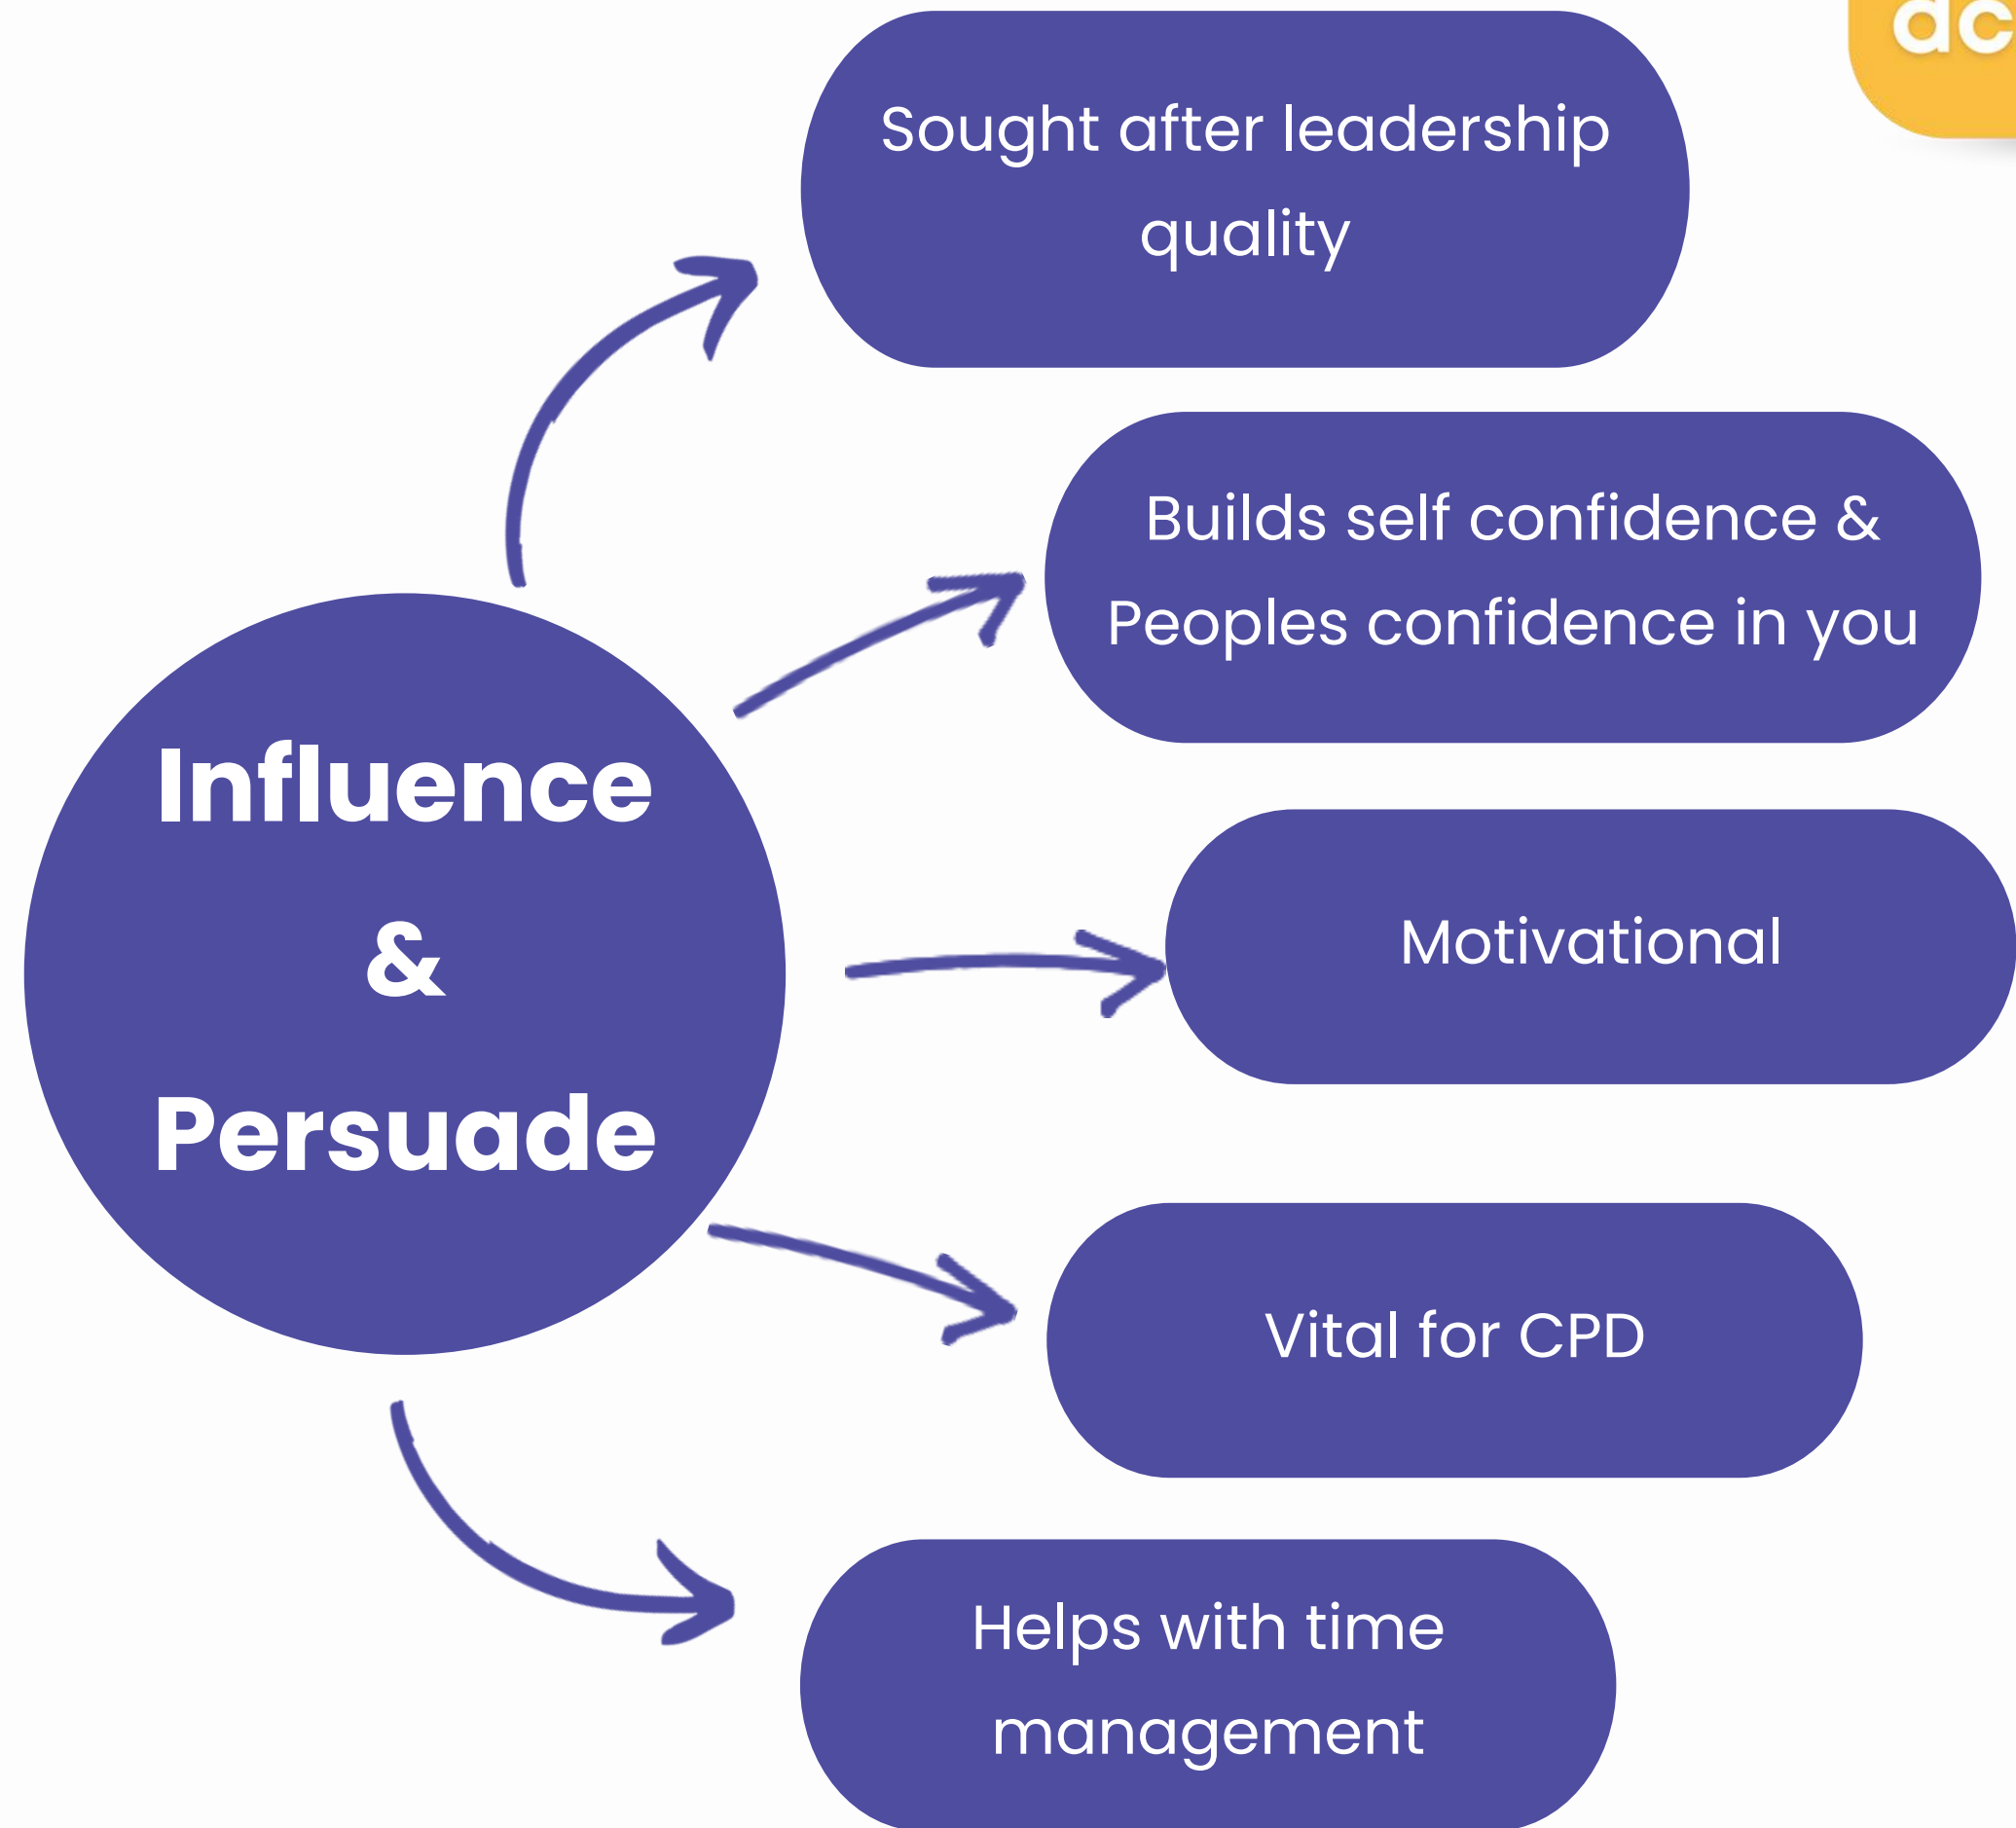 Sought after leadership
quality
Builds self confidence &
Peoples confidence in you
Influence
&
Persuade
Motivational
Vital for CPD
Helps with time
management